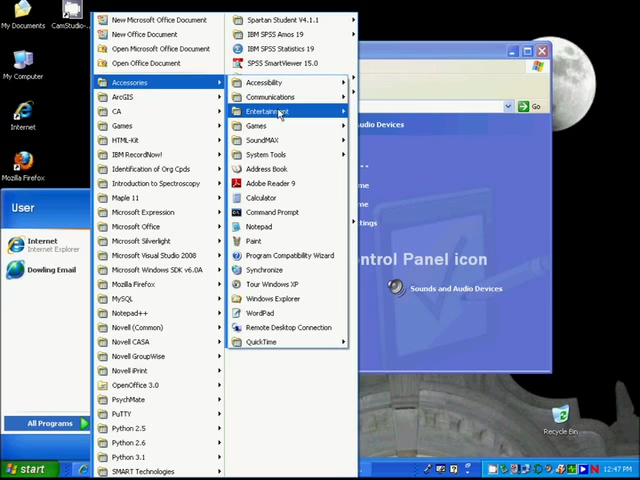 My Documents
CamStudio-...
My Computer
Internet
Mozilla Firefox
User
Internet
Internet Explorer
Dowling Email
All Programs
start
New Microsoft Office Document
New Office Document
Open Microsoft Office Document
Open Office Document
Accessories
ArcGIS
CA
Games
HTML-Kit
IBM RecordNow!
Identification of Org Cpds
Introduction to Spectroscopy
Maple 11
Microsoft Expression
Microsoft Office
Microsoft Silverlight
Microsoft Visual Studio 2008
Microsoft Windows SDK v6.0A
Mozilla Firefox
MySQL
Notepad++
Novell (Common)
Novell CASA
Novell GroupWise
Novell iPrint
OpenOffice 3.0
PsychMate
PuTTY
Python 2.5
Python 2.6
Python 3.1
SMART Technologies
Spartan Student V4.1.1
IBM SPSS Amos 19
IBM SPSS Statistics 19
SPSS SmartViewer 15.0
Accessibility
Communications
Entertainment
Games
SoundMAX
System Tools
Address Book
Adobe Reader 9
Calculator
Command Prompt
Notepad
Paint
Program Compatibility Wizard
Synchronize
Tour Windows XP
Windows Explorer
WordPad
Remote Desktop Connection
QuickTime
Go
Audio Devices
me
me
ttings
ntrol Panel icon
Sounds and Audio Devices
Recycle Bin
12:47 PM